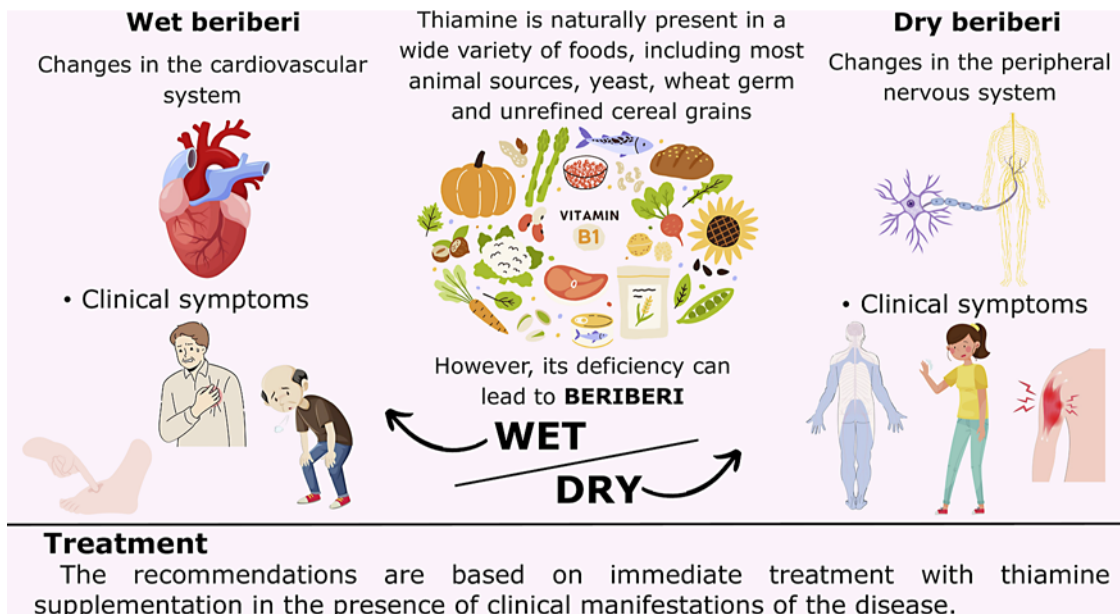 Wet beriberi
Changes in the cardiovascular
system
• Clinical symptoms
Thiamine is naturally present in a
wide variety of foods, including most
animal sources, yeast, wheat germ
and unrefined cereal grains
VITAMIN
B1
However, its deficiency can
lead to BERIBERI
WET
DRY
Dry beriberi
Changes in the peripheral
nervous system
• Clinical symptoms
Treatment
The recommendations are based on immediate treatment with thiamine
supplementation in the presence of clinical manifestations of the disease.